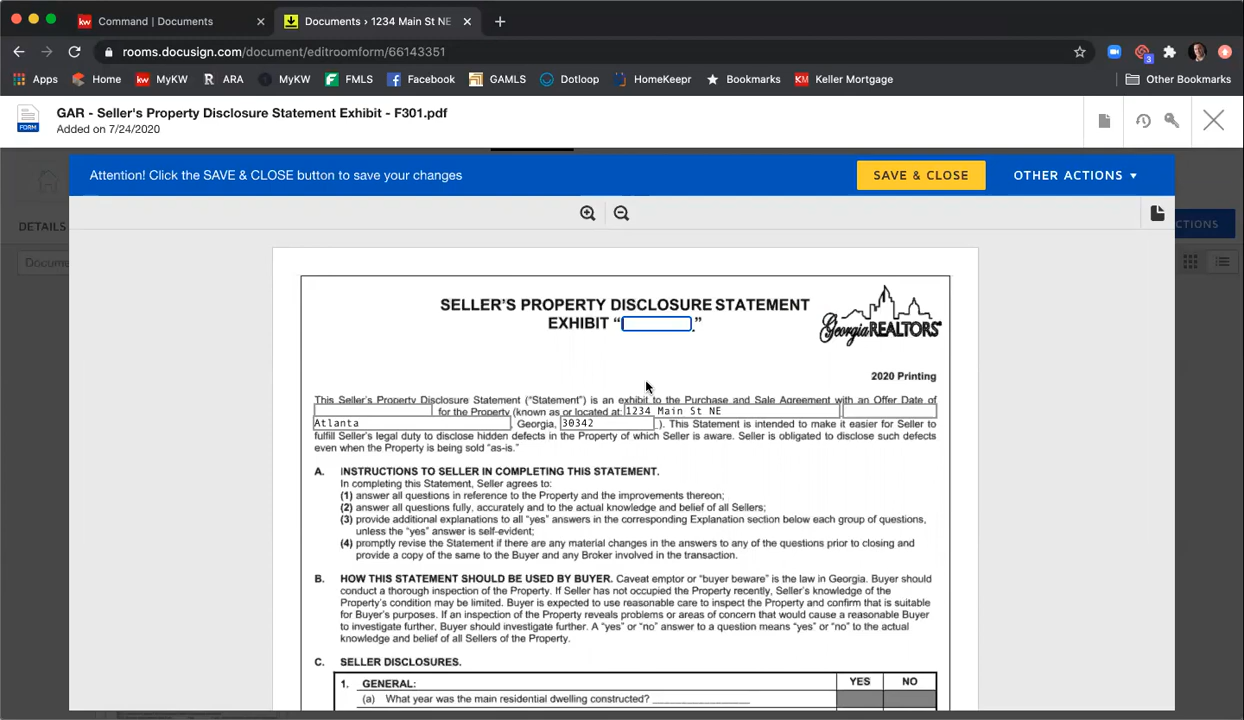 Command | Documents
Documents › 1234 Main St NE
rooms.docusign.com/document/editroomform/66143351
3
Apps
Home
kw MyKW
R ARA
MyKW
FMLS
Facebook
GAMLS
Dotloop
HomeKeepr
Bookmarks
KM Keller Mortgage
Other Bookmarks
FORM
GAR - Seller's Property Disclosure Statement Exhibit - F301.pdf
Added on 7/24/2020
Attention! Click the SAVE & CLOSE button to save your changes
SAVE & CLOSE
OTHER ACTIONS
DETAILS
CTIONS
Docume
SELLER'S PROPERTY DISCLOSURE STATEMENT
EXHIBIT “ .”
Georgia REALTORS®
2020 Printing
This Seller's Property Disclosure Statement (“Statement”) is an exhibit to the Purchase and Sale Agreement with an Offer Date of
for the Property (known as or located at: 1234 Main St NE
Atlanta , Georgia, 30342 ). This Statement is intended to make it easier for Seller to
fulfill Seller's legal duty to disclose hidden defects in the Property of which Seller is aware. Seller is obligated to disclose such defects
even when the Property is being sold “as-is.”
A. INSTRUCTIONS TO SELLER IN COMPLETING THIS STATEMENT.
In completing this Statement, Seller agrees to:
(1) answer all questions in reference to the Property and the improvements thereon;
(2) answer all questions fully, accurately and to the actual knowledge and belief of all Sellers;
(3) provide additional explanations to all “yes” answers in the corresponding Explanation section below each group of questions,
unless the “yes” answer is self-evident;
(4) promptly revise the Statement if there are any material changes in the answers to any of the questions prior to closing and
provide a copy of the same to the Buyer and any Broker involved in the transaction.
B. HOW THIS STATEMENT SHOULD BE USED BY BUYER. Caveat emptor or “buyer beware” is the law in Georgia. Buyer should
conduct a thorough inspection of the Property. If Seller has not occupied the Property recently, Seller's knowledge of the
Property's condition may be limited. Buyer is expected to use reasonable care to inspect the Property and confirm that is suitable
for Buyer's purposes. If an inspection of the Property reveals problems or areas of concern that would cause a reasonable Buyer
to investigate further, Buyer should investigate further. A “yes” or “no” answer to a question means “yes” or “no” to the actual
knowledge and belief of all Sellers of the Property.
C. SELLER DISCLOSURES.
1. GENERAL: YES NO
(a) What year was the main residential dwelling constructed? ________________